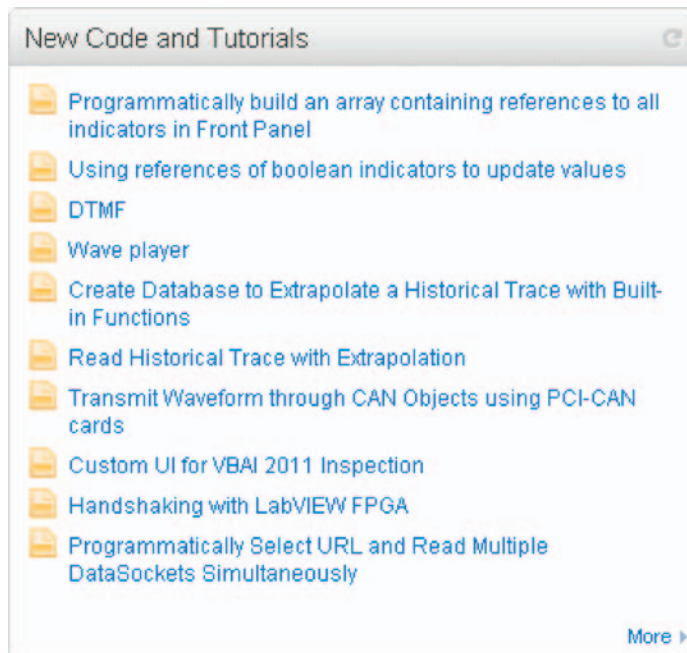 New Code and Tutorials
Programmatically build an array containing references to all
indicators in Front Panel
Using references of boolean indicators to update values
DTMF
Wave player
Create Database to Extrapolate a Historical Trace with Built-
in Functions
Read Historical Trace with Extrapolation
Transmit Waveform through CAN Objects using PCI-CAN
cards
Custom UI for VBAI 2011 Inspection
Handshaking with LabVIEW FPGA
Programmatically Select URL and Read Multiple
DataSockets Simultaneously
More